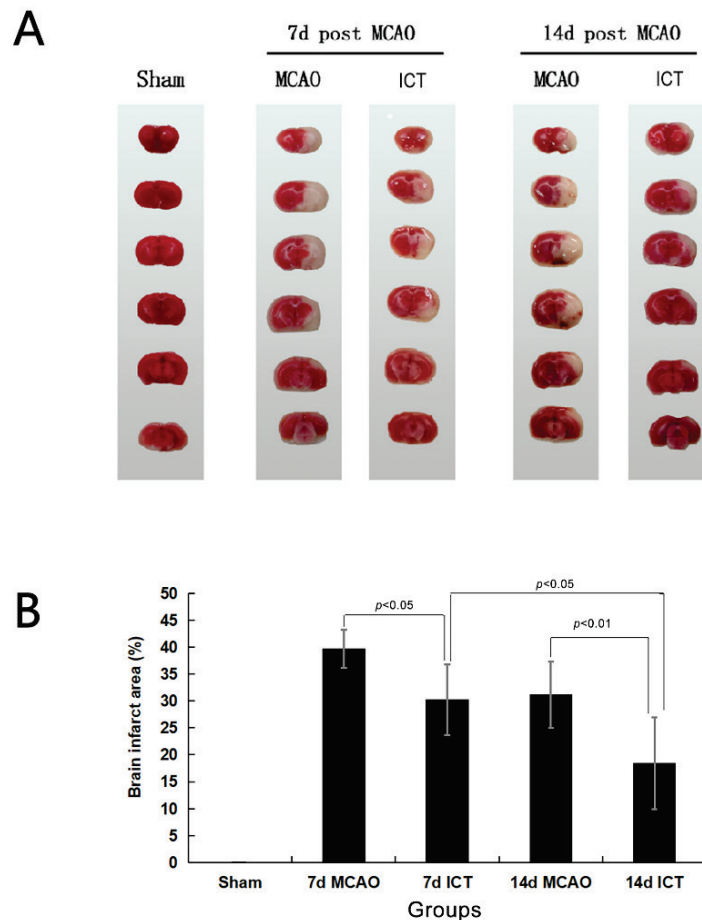 A
7d post MCAO
14d post MCAO
Sham
MCAO
ICT
MCAO
ICT
B
Brain infarct area (%)
50
45
40
35
30
25
20
15
10
5
0
p<0.05
p<0.05
p<0.01
Sham
7d MCAO
7d ICT
14d MCAO
14d ICT
Groups